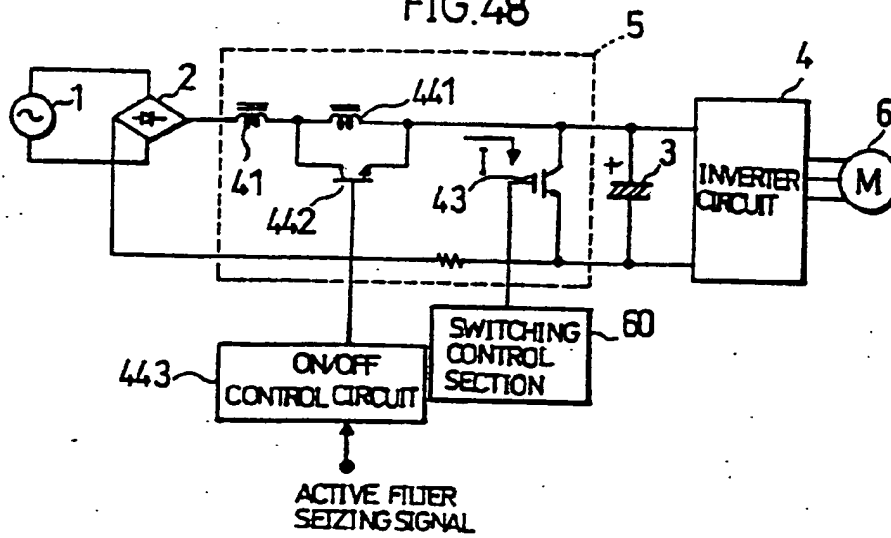 FIG.48
5
1
2
441
4
6
41
442
43
I
+
3
INVERTER
CIRCUIT
M
443
ON/OFF
CONTROL CIRCUIT
SWITCHING
CONTROL
SECTION
60
ACTIVE FILTER
SEIZING SIGNAL